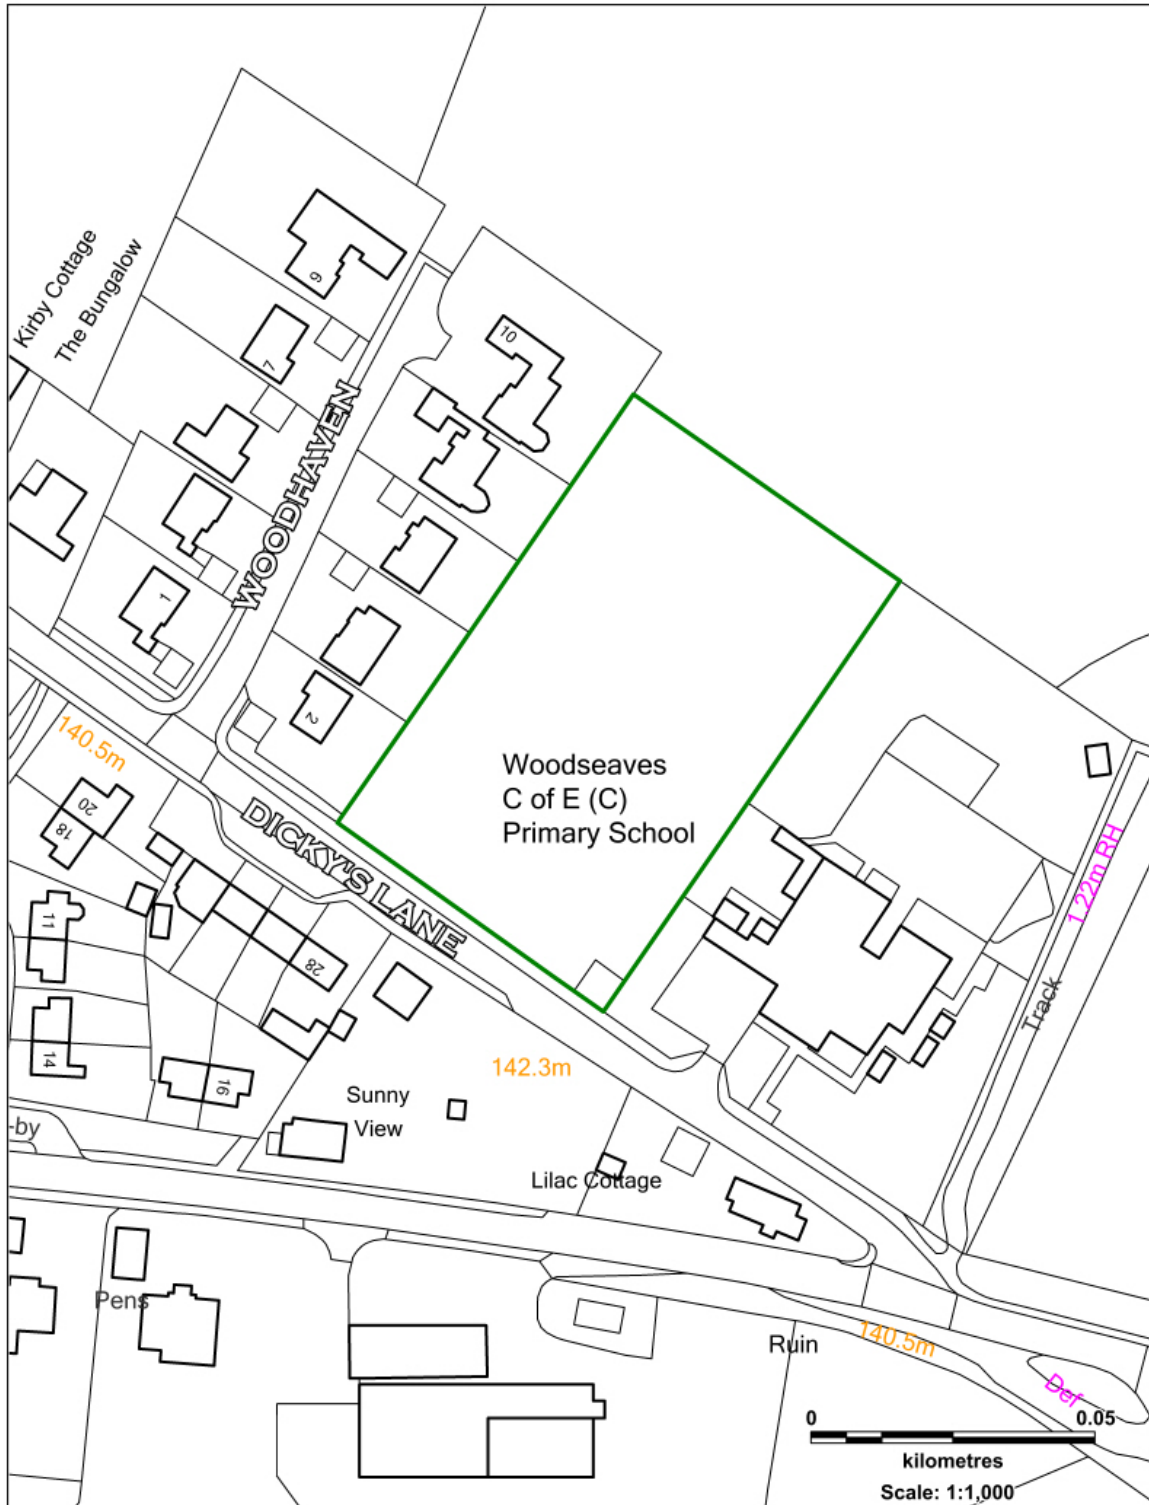 Kirby Cottage
The Bungalow
9
7
10
WOODHAVEN
1
2
140.5m
20
18
DICKY'S LANE
Woodseaves
C of E (C)
Primary School
1.22m RH
Track
11
28
14
16
142.3m
Sunny
View
-by
Lilac Cottage
Pens
Ruin
140.5m
Def
0 0.05
kilometres
Scale: 1:1,000